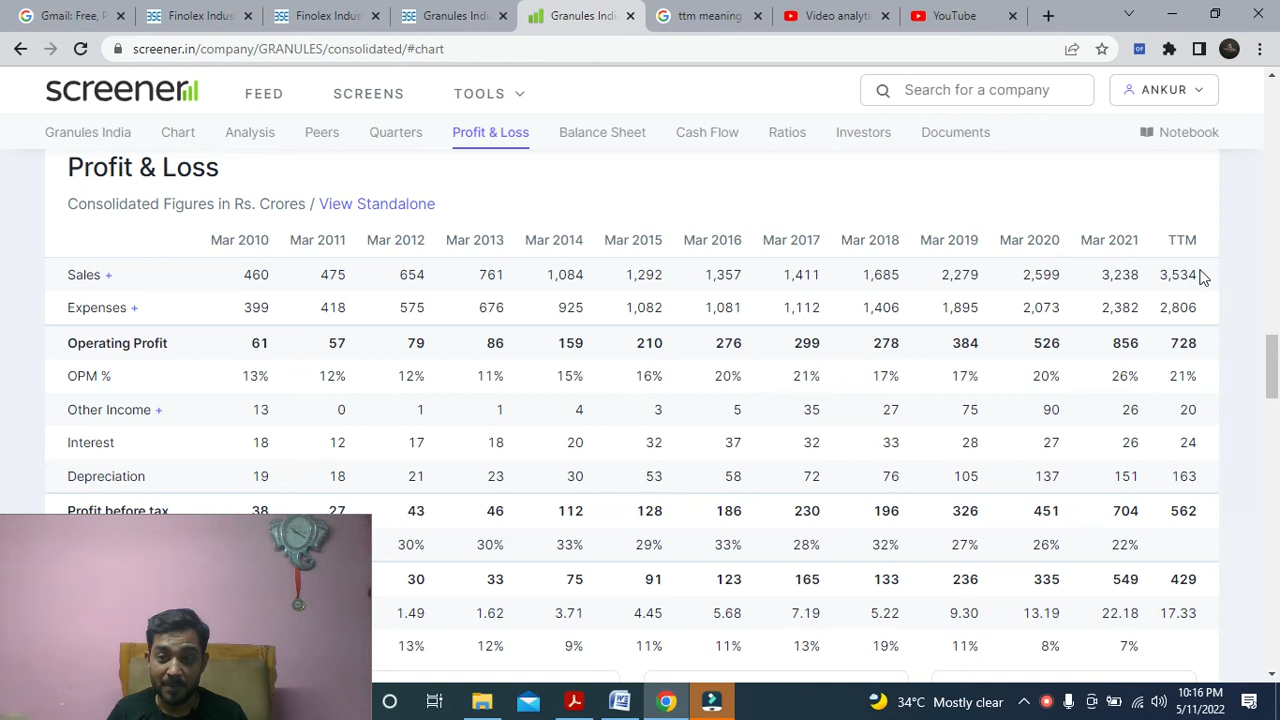 Gmail: Free, P
Finolex Indus
Finolex Indus
Granules Indi
Granules Indi
ttm meaning
Video analyti
YouTube
screener.in/company/GRANULES/consolidated/#chart
screener FEED SCREENS TOOLS Search for a company ANKUR
Granules India Chart Analysis Peers Quarters Profit & Loss Balance Sheet Cash Flow Ratios Investors Documents Notebook
Profit & Loss
Consolidated Figures in Rs. Crores / View Standalone
Mar 2010 Mar 2011 Mar 2012 Mar 2013 Mar 2014 Mar 2015 Mar 2016 Mar 2017 Mar 2018 Mar 2019 Mar 2020 Mar 2021 TTM
Sales + 460 475 654 761 1,084 1,292 1,357 1,411 1,685 2,279 2,599 3,238 3,534
Expenses + 399 418 575 676 925 1,082 1,081 1,112 1,406 1,895 2,073 2,382 2,806
Operating Profit 61 57 79 86 159 210 276 299 278 384 526 856 728
OPM % 13% 12% 12% 11% 15% 16% 20% 21% 17% 17% 20% 26% 21%
Other Income + 13 0 1 1 4 3 5 35 27 75 90 26 20
Interest 18 12 17 18 20 32 37 32 33 28 27 26 24
Depreciation 19 18 21 23 30 53 58 72 76 105 137 151 163
Profit before tax 38 27 43 46 112 128 186 230 196 326 451 704 562
30% 30% 33% 29% 33% 28% 32% 27% 26% 22%
30 33 75 91 123 165 133 236 335 549 429
1.49 1.62 3.71 4.45 5.68 7.19 5.22 9.30 13.19 22.18 17.33
13% 12% 9% 11% 11% 13% 19% 11% 8% 7%
34°C Mostly clear
10:16 PM
5/11/2022